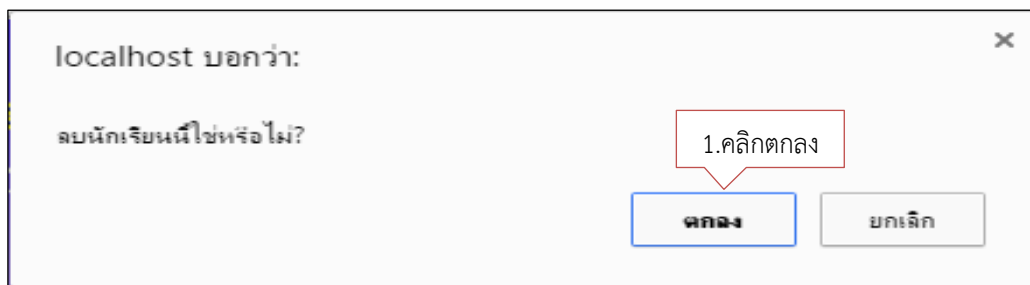 localhost บอกว่า:
ลบนักเรียนนี้ใช่หรือไม่?
1.คลิกตกลง
ตกลง
ยกเลิก